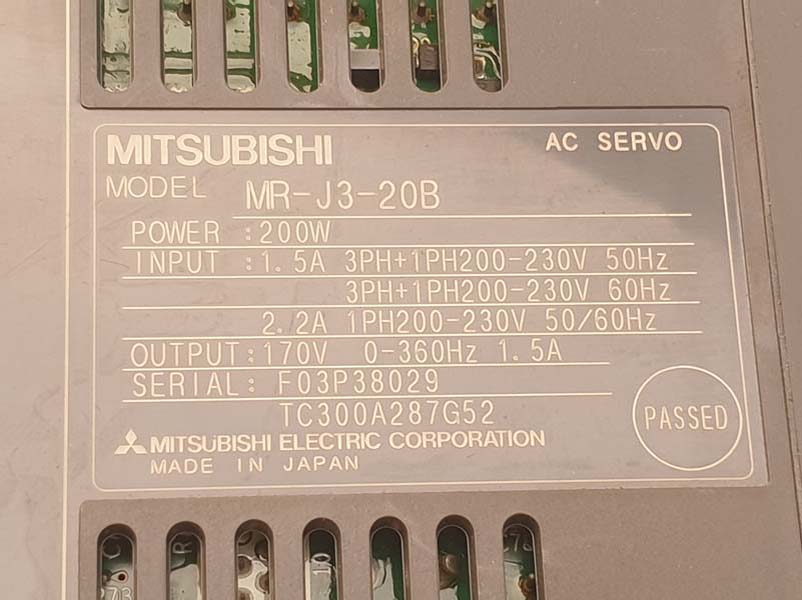 MITSUBISHI AC SERVO
MODEL MR-J3-20B
POWER :200W
INPUT :1.5A 3PH+1PH200-230V 50Hz
3PH+1PH200-230V 60Hz
2.2A 1PH200-230V 50/60Hz
OUTPUT:170V 0-360Hz 1.5A
SERIAL: F03P38029
TC300A287G52
PASSED
MITSUBISHI ELECTRIC CORPORATION
MADE IN JAPAN